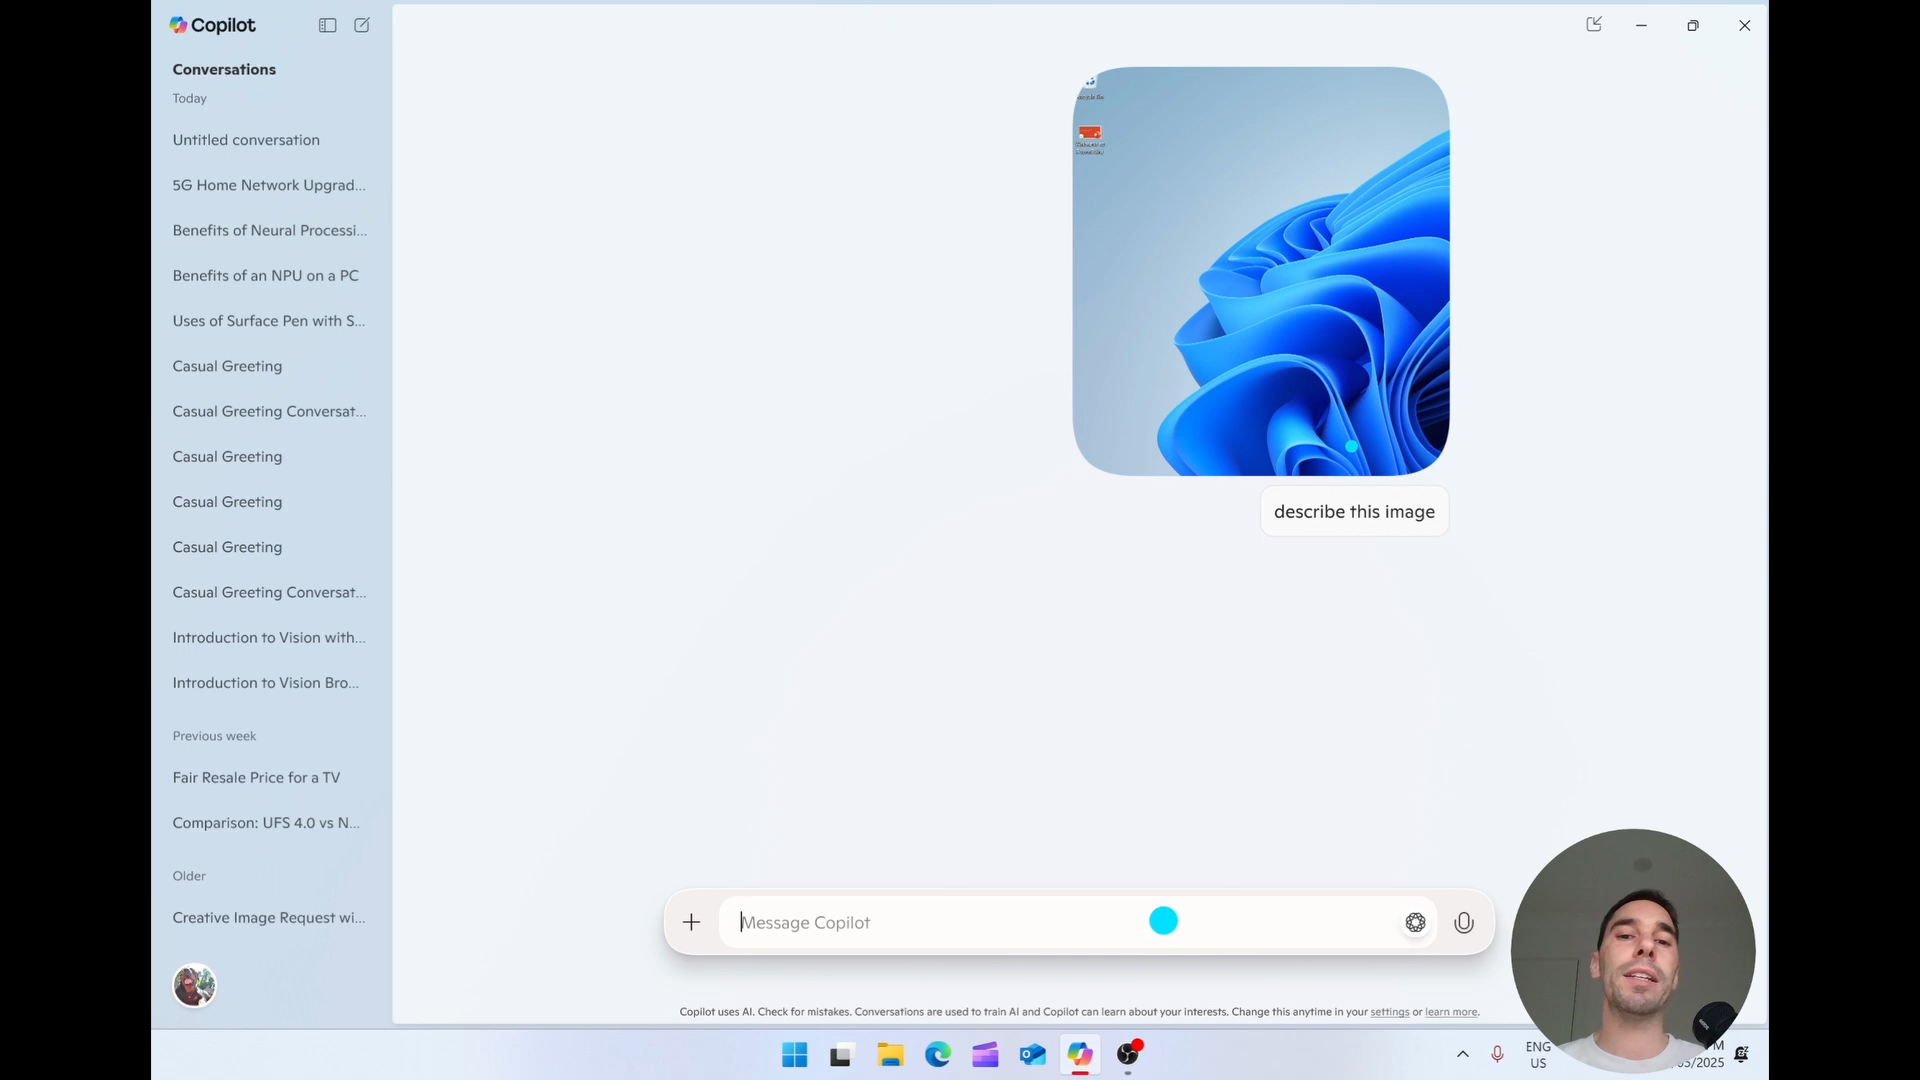 Copilot
Conversations
Today
Untitled conversation
5G Home Network Upgrad...
Benefits of Neural Processi...
Benefits of an NPU on a PC
Uses of Surface Pen with S...
Casual Greeting
Casual Greeting Conversat...
Casual Greeting
Casual Greeting
Casual Greeting
Casual Greeting Conversat...
Introduction to Vision with...
Introduction to Vision Bro...
Previous week
Fair Resale Price for a TV
Comparison: UFS 4.0 vs N...
Older
Creative Image Request wi...
describe this image
Message Copilot
Copilot uses AI. Check for mistakes. Conversations are used to train AI and Copilot can learn about your interests. Change this anytime in your settings or learn more.
ENG
US
M
/2025